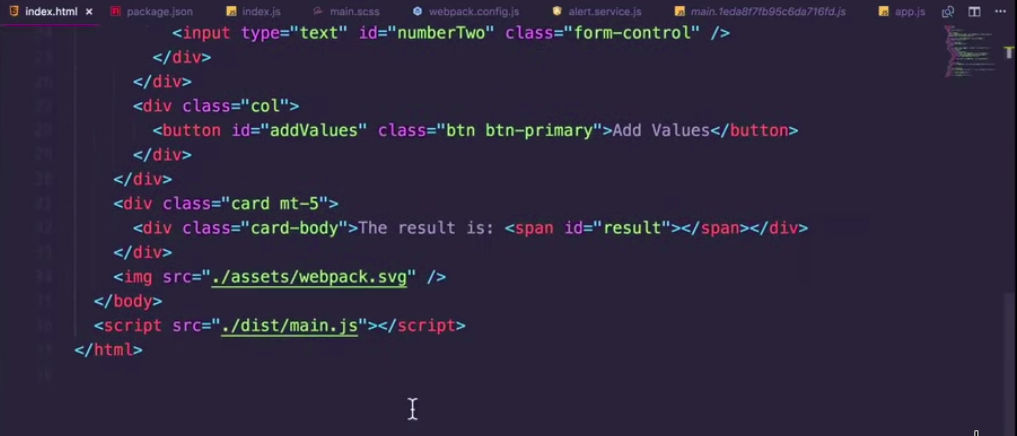 index.html × package.json index.js main.scss webpack.config.js alert.service.js main.1eda8f7fb95c6da716fd.js app.js
<input type="text" id="numberTwo" class="form-control" />
</div>
</div>
<div class="col">
<button id="addValues" class="btn btn-primary">Add Values</button>
</div>
</div>
<div class="card mt-5">
<div class="card-body">The result is: <span id="result"></span></div>
</div>
<img src="./assets/webpack.svg" />
</body>
<script src="./dist/main.js"></script>
</html>